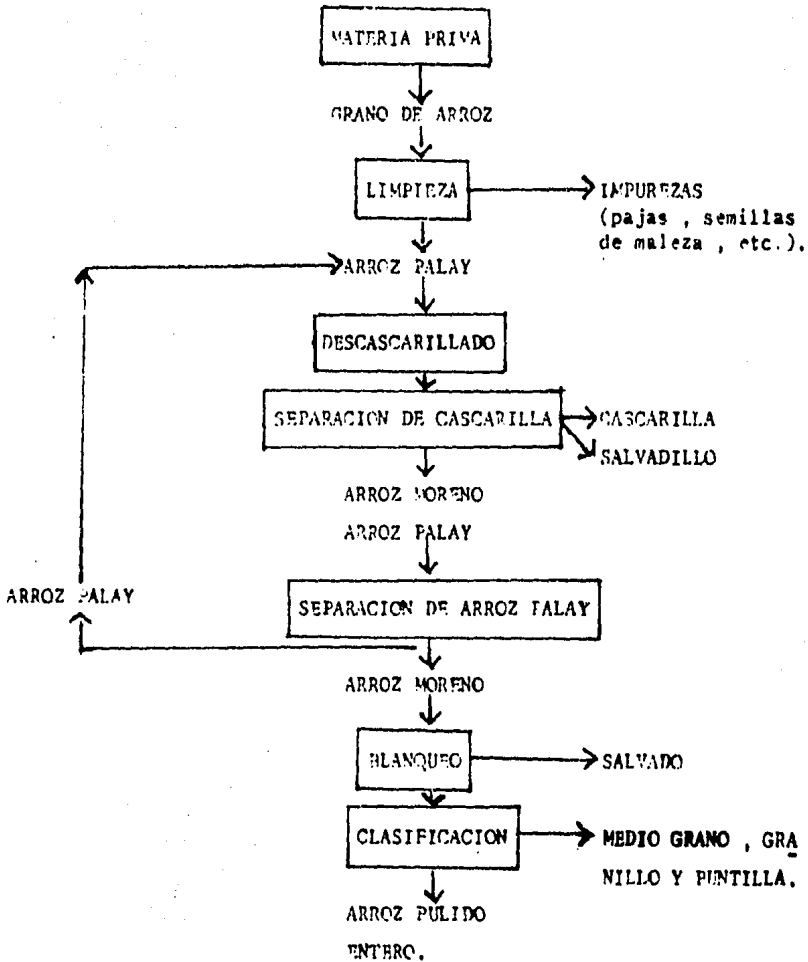 MATERIA PRIMA
GRANO DE ARROZ
LIMPIEZA
IMPUREZAS
(pajas , semillas
de maleza , etc.).
ARROZ PALAY
DESCASCARILLADO
SEPARACION DE CASCARILLA
CASCARILLA
SALVADILLO
ARROZ MORENO
ARROZ PALAY
SEPARACION DE ARROZ PALAY
ARROZ PALAY
ARROZ MORENO
BLANQUEO
SALVADO
CLASIFICACION
MEDIO GRANO , GRA
NILLO Y PUNTILLA.
ARROZ PULIDO
ENTERO.